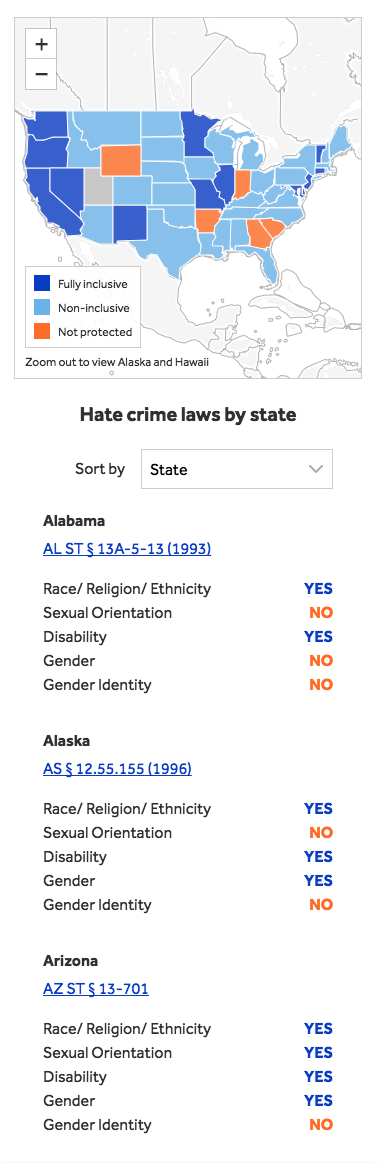 +
−
Fully inclusive
Non-inclusive
Not protected
Zoom out to view Alaska and Hawaii
Hate crime laws by state
Sort by State
Alabama
AL ST § 13A-5-13 (1993)
Race/ Religion/ Ethnicity YES
Sexual Orientation NO
Disability YES
Gender NO
Gender Identity NO
Alaska
AS § 12.55.155 (1996)
Race/ Religion/ Ethnicity YES
Sexual Orientation NO
Disability YES
Gender YES
Gender Identity NO
Arizona
AZ ST § 13-701
Race/ Religion/ Ethnicity YES
Sexual Orientation YES
Disability YES
Gender YES
Gender Identity NO